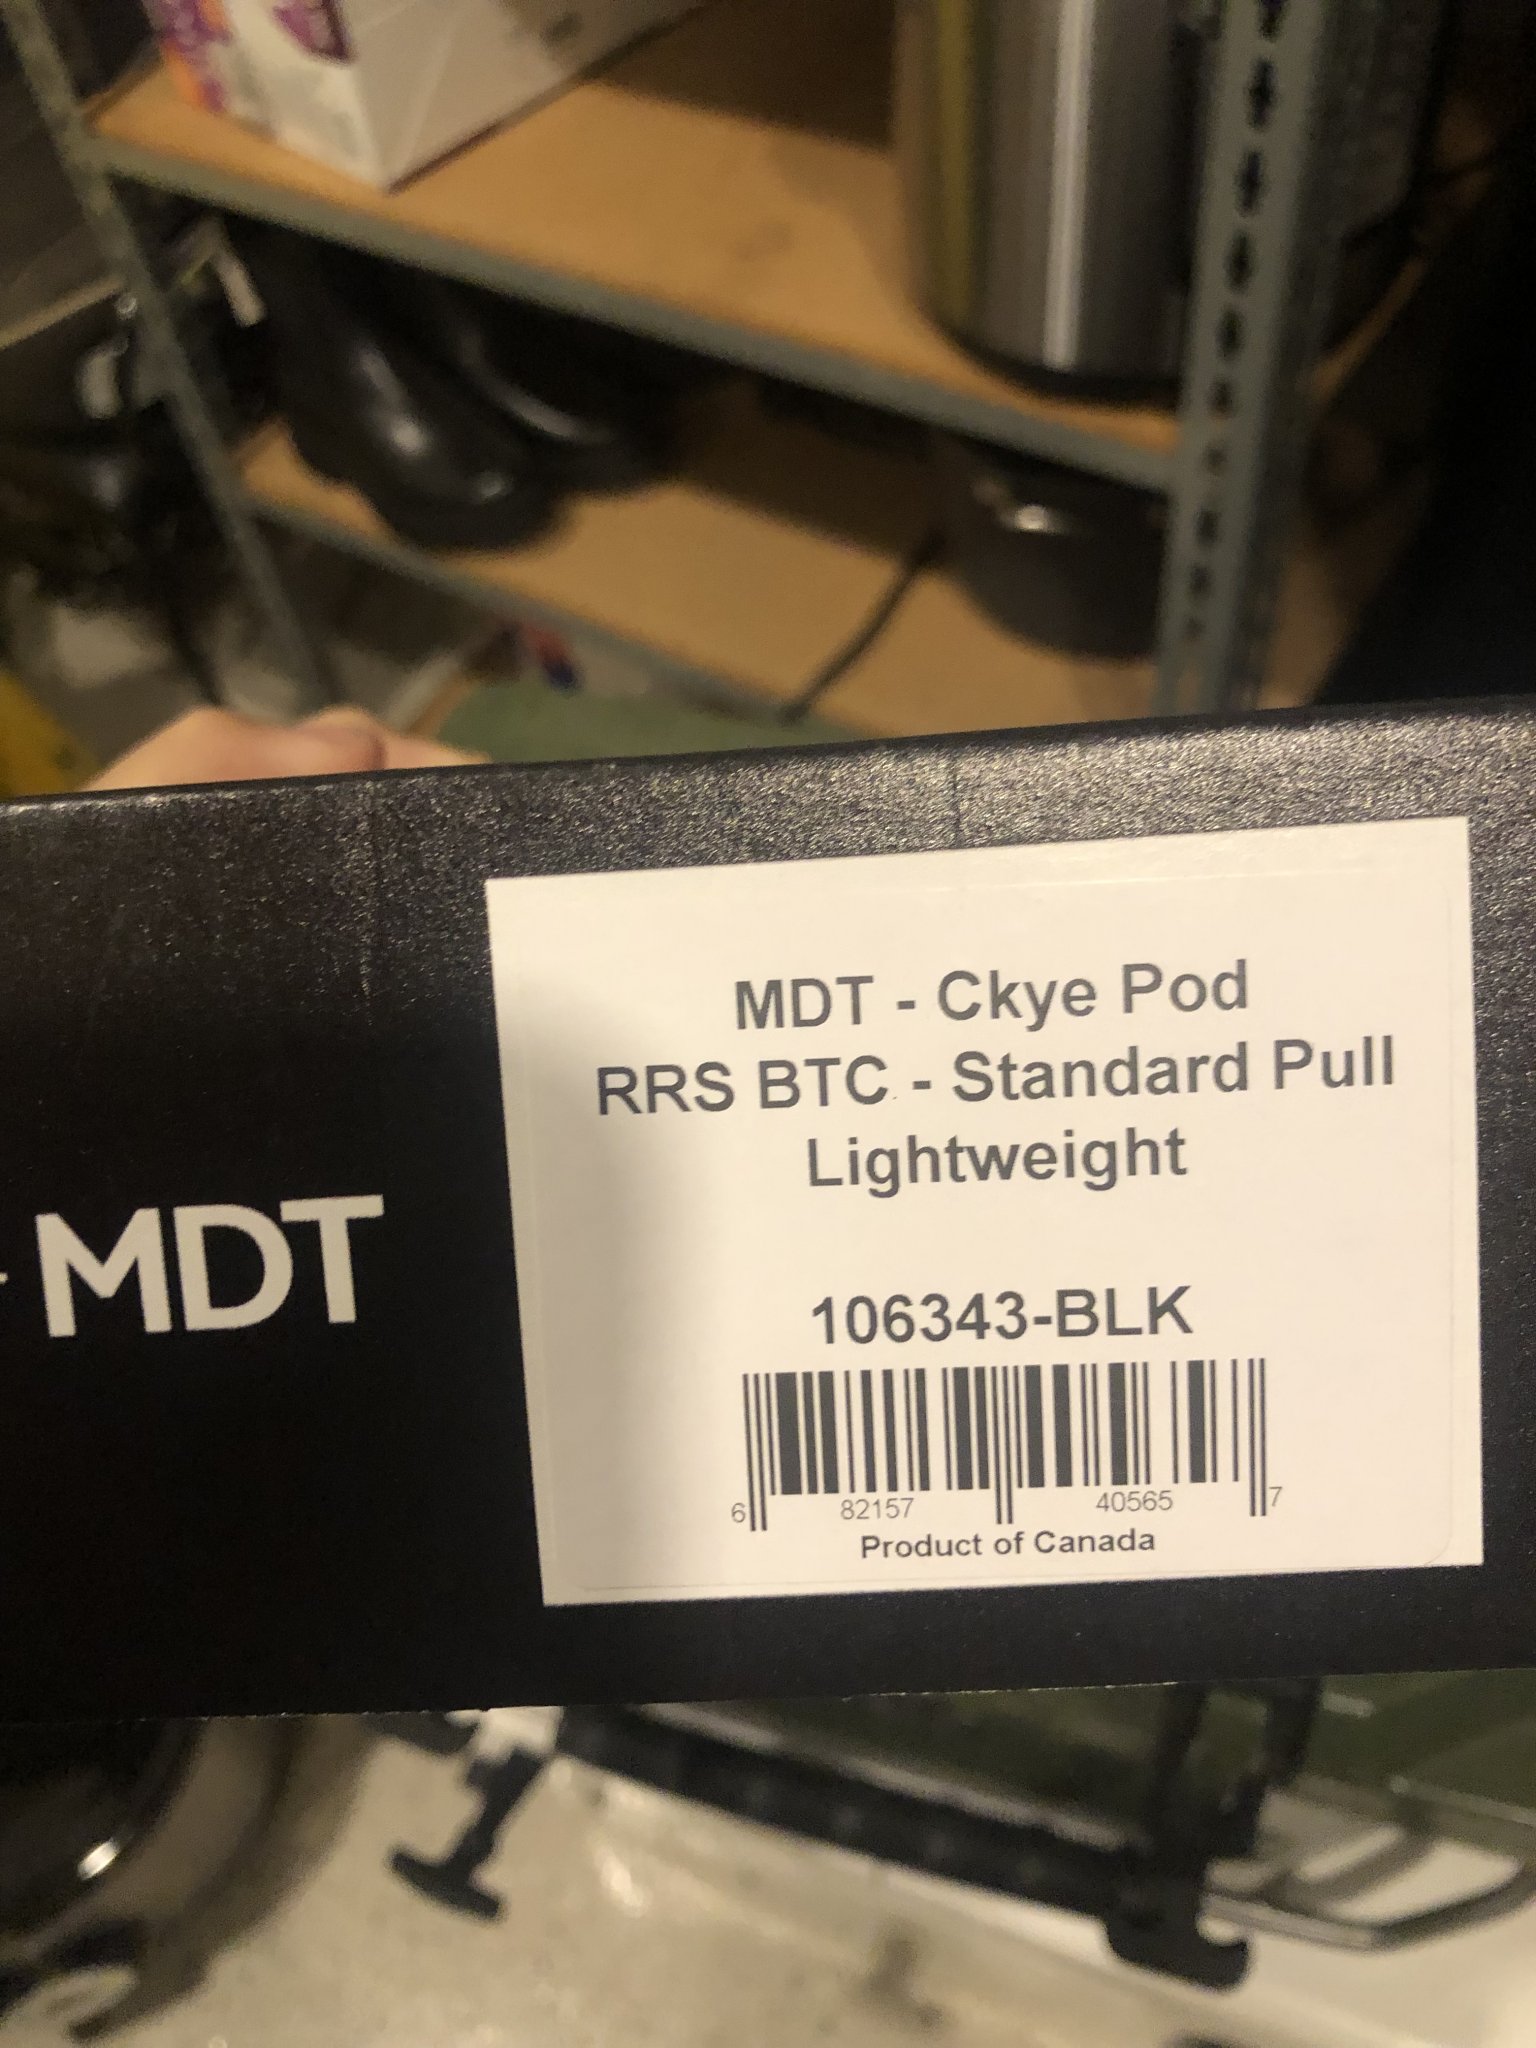 MDT - Ckye Pod
RRS BTC - Standard Pull
Lightweight
MDT
106343-BLK
6 82157 40565 7
Product of Canada